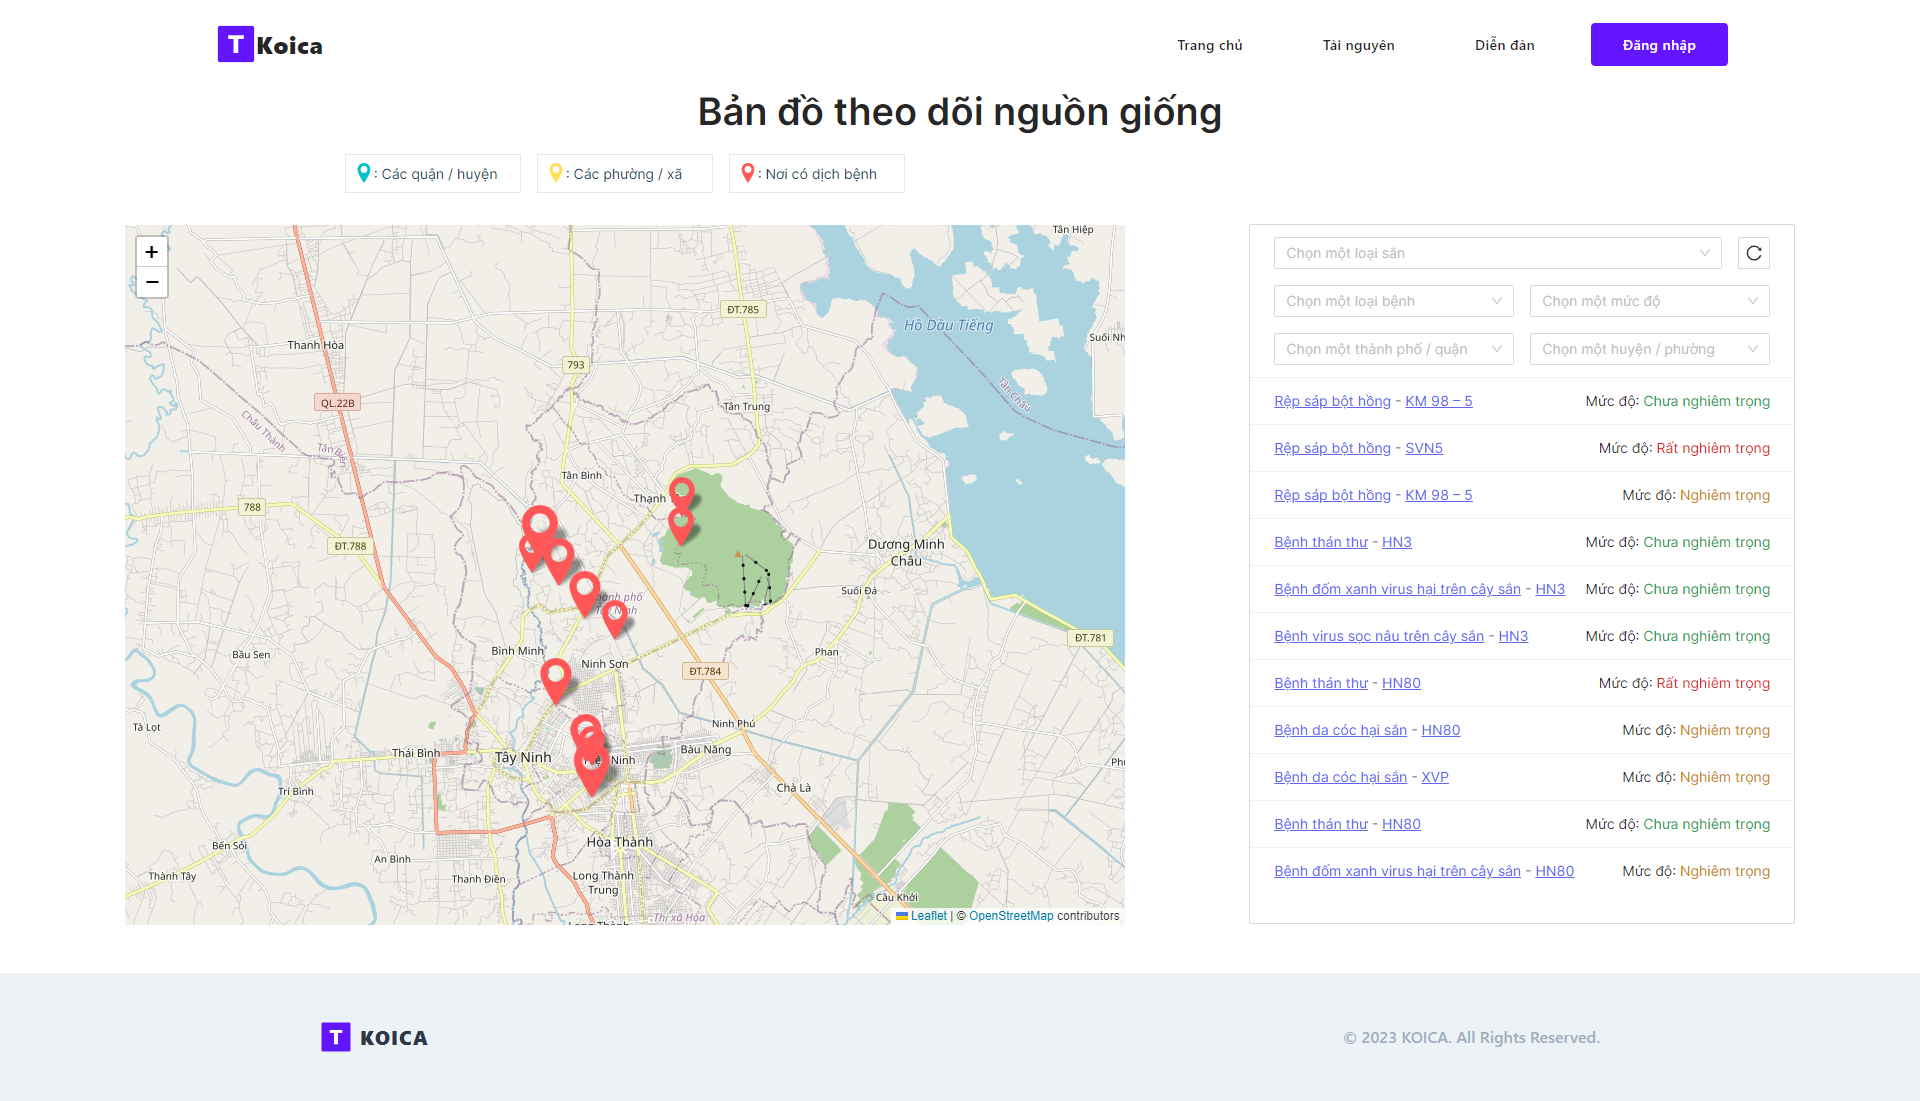 T Koica
Trang chủ
Tài nguyên
Diễn đàn
Đăng nhập
Bản đồ theo dõi nguồn giống
: Các quận / huyện
: Các phường / xã
: Nơi có dịch bệnh
+
−
Tân Hiệp
ĐT.785
Hồ Dầu Tiếng
Suối Nh
Thanh Hòa
793
Tân Châu
QL.22B
Tân Trung
Châu Thành
Tân Biên
Tân Bình
Thạnh
788
ĐT.788
Dương Minh
Châu
Suối Đá
ĐT.781
Bình Minh
Phan
Bàu Sen
Ninh Sơn
ĐT.784
Tà Lọt
Ninh Phú
Thái Bình
Bàu Năng
Tây Ninh
Ninh
Trí Bình
Chà Là
Bến Sỏi
Hòa Thành
An Bình
Thành Tây
Thanh Điền
Long Thành
Trung
Cầu Khởi
Thị xã Hòa
Long Thành
Leaflet | © OpenStreetMap contributors
Chọn một loại sắn
Chọn một loại bệnh
Chọn một mức độ
Chọn một thành phố / quận
Chọn một huyện / phường
Rệp sáp bột hồng - KM 98 – 5 Mức độ: Chưa nghiêm trọng
Rệp sáp bột hồng - SVN5 Mức độ: Rất nghiêm trọng
Rệp sáp bột hồng - KM 98 – 5 Mức độ: Nghiêm trọng
Bệnh thán thư - HN3 Mức độ: Chưa nghiêm trọng
Bệnh đốm xanh virus hại trên cây sắn - HN3 Mức độ: Chưa nghiêm trọng
Bệnh virus sọc nâu trên cây sắn - HN3 Mức độ: Chưa nghiêm trọng
Bệnh thán thư - HN80 Mức độ: Rất nghiêm trọng
Bệnh da cóc hại sắn - HN80 Mức độ: Nghiêm trọng
Bệnh da cóc hại sắn - XVP Mức độ: Nghiêm trọng
Bệnh thán thư - HN80 Mức độ: Chưa nghiêm trọng
Bệnh đốm xanh virus hại trên cây sắn - HN80 Mức độ: Nghiêm trọng
T KOICA
© 2023 KOICA. All Rights Reserved.